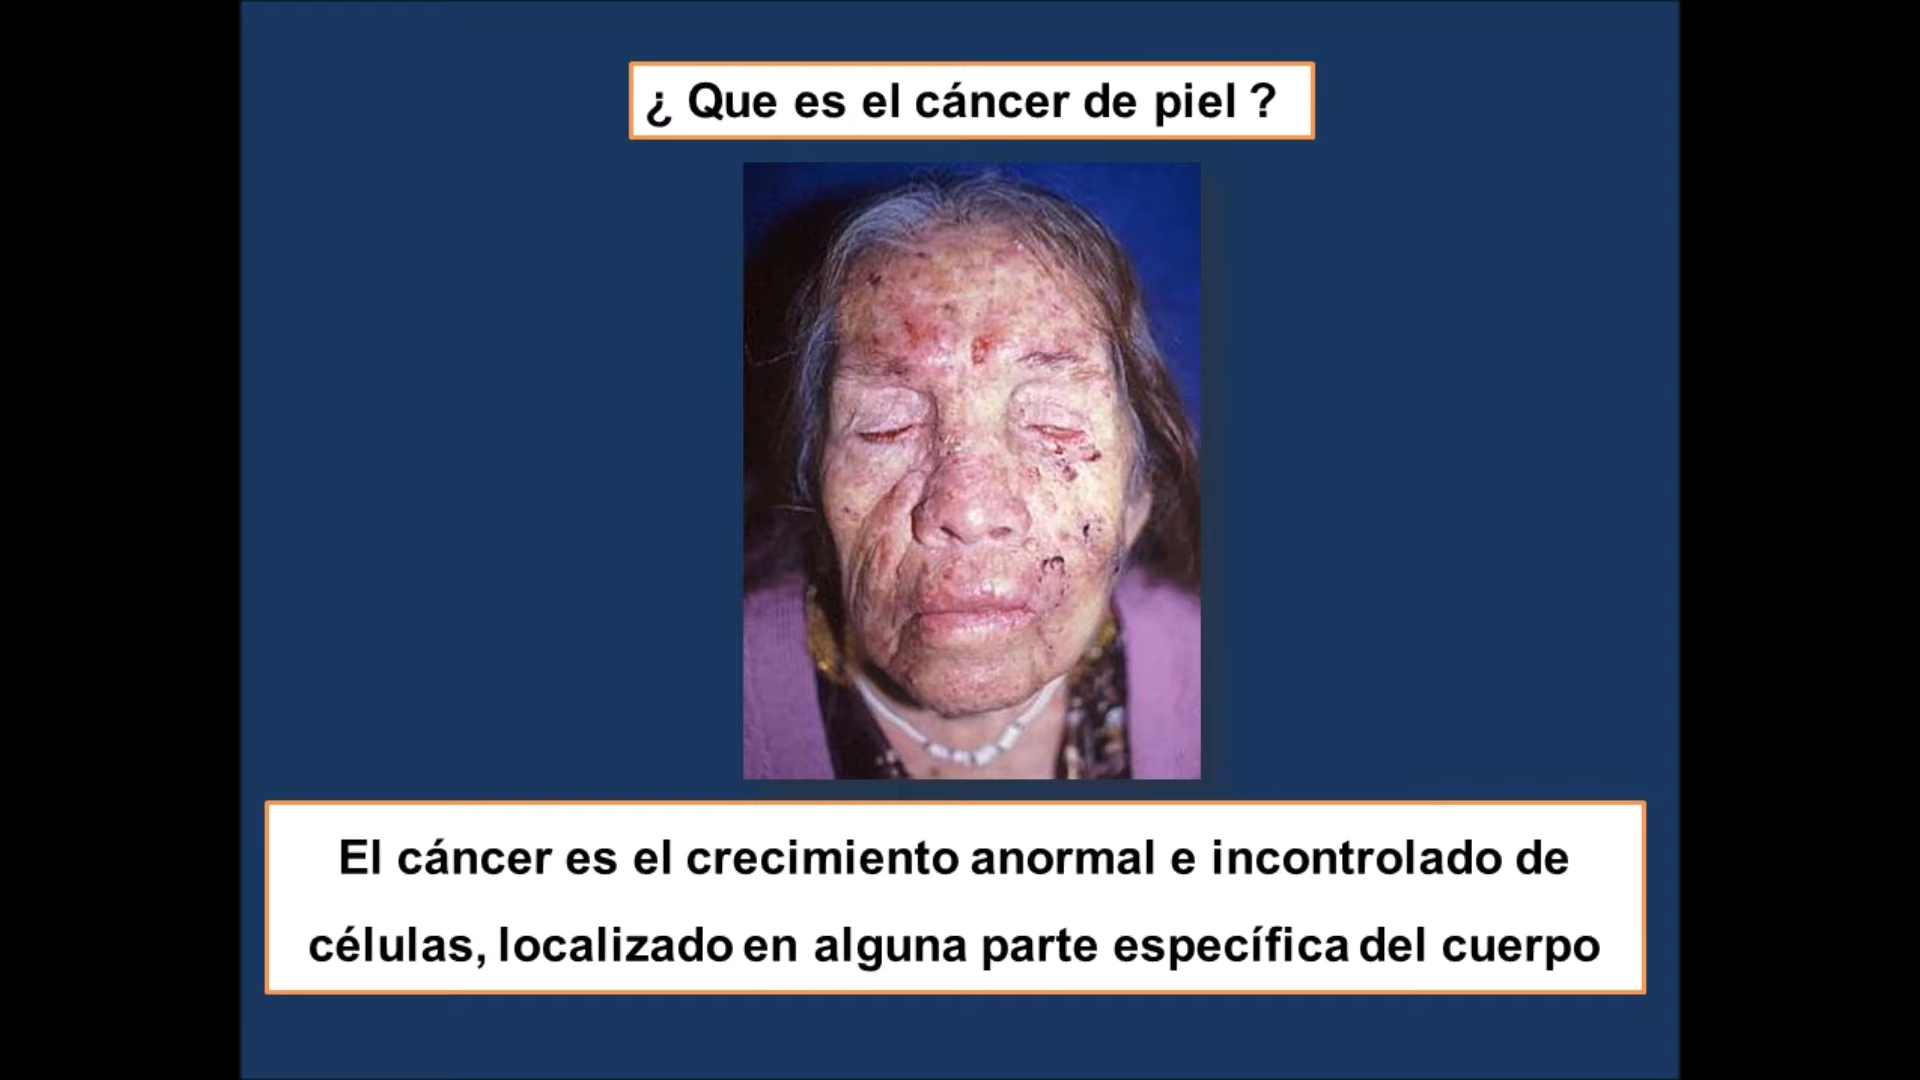 ¿ Que es el cáncer de piel ?
El cáncer es el crecimiento anormal e incontrolado de
células, localizado en alguna parte específica del cuerpo